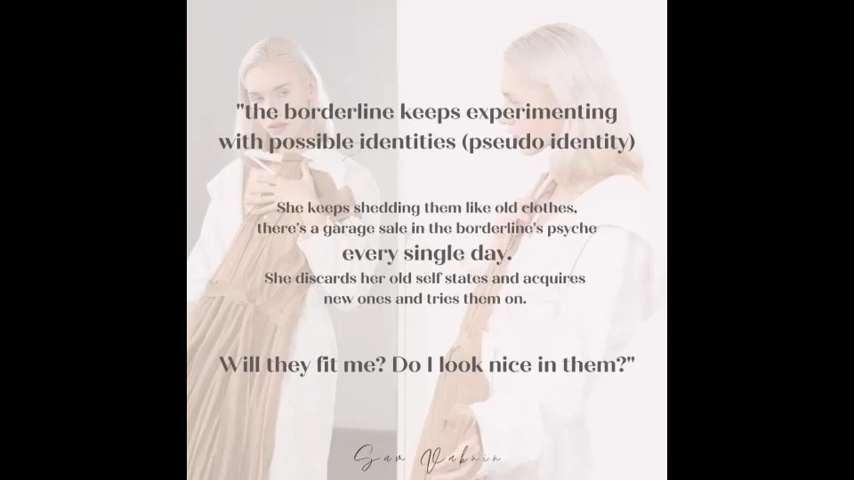 "the borderline keeps experimenting
with possible identities (pseudo identity)
She keeps shedding them like old clothes,
there's a garage sale in the borderline's psyche
every single day.
She discards her old self states and acquires
new ones and tries them on.
Will they fit me? Do I look nice in them?"
Sam Vaknin